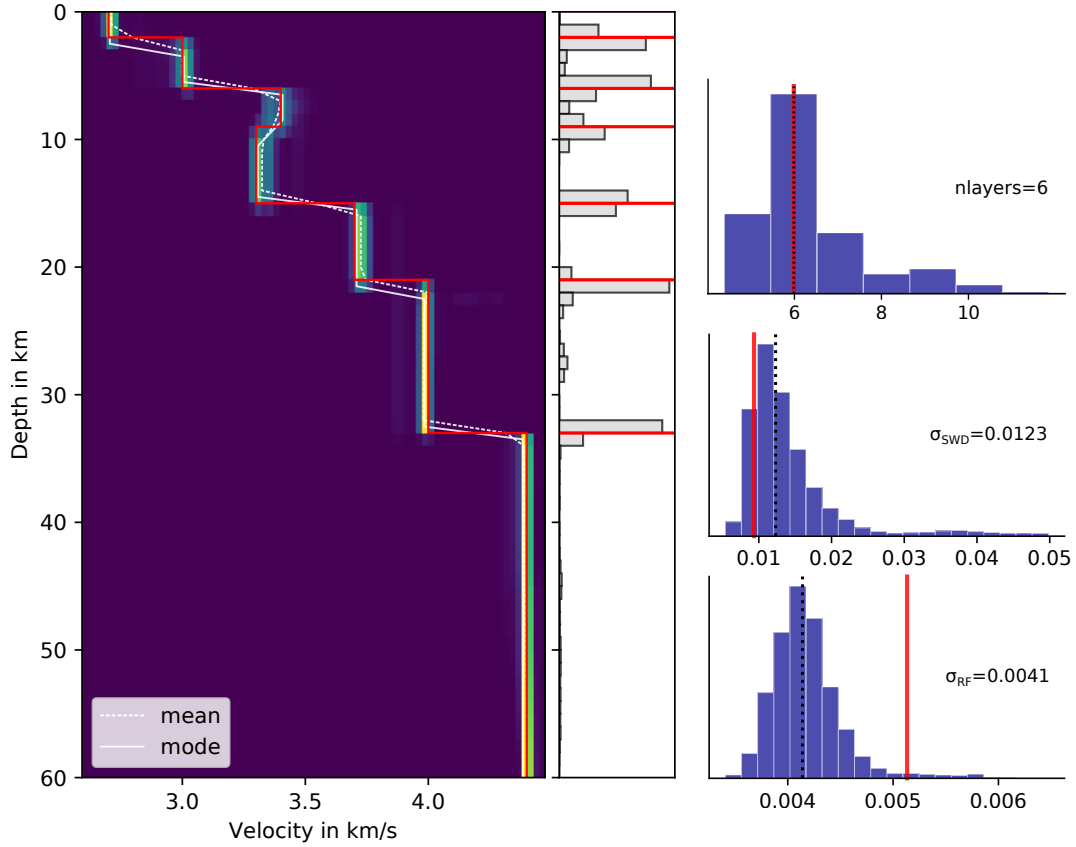 0
10
20
30
40
50
60
Depth in km
3.0 3.5 4.0
Velocity in km/s
mean
mode
nlayers=6
6 8 10
σSWD=0.0123
0.01 0.02 0.03 0.04 0.05
σRF=0.0041
0.004 0.005 0.006